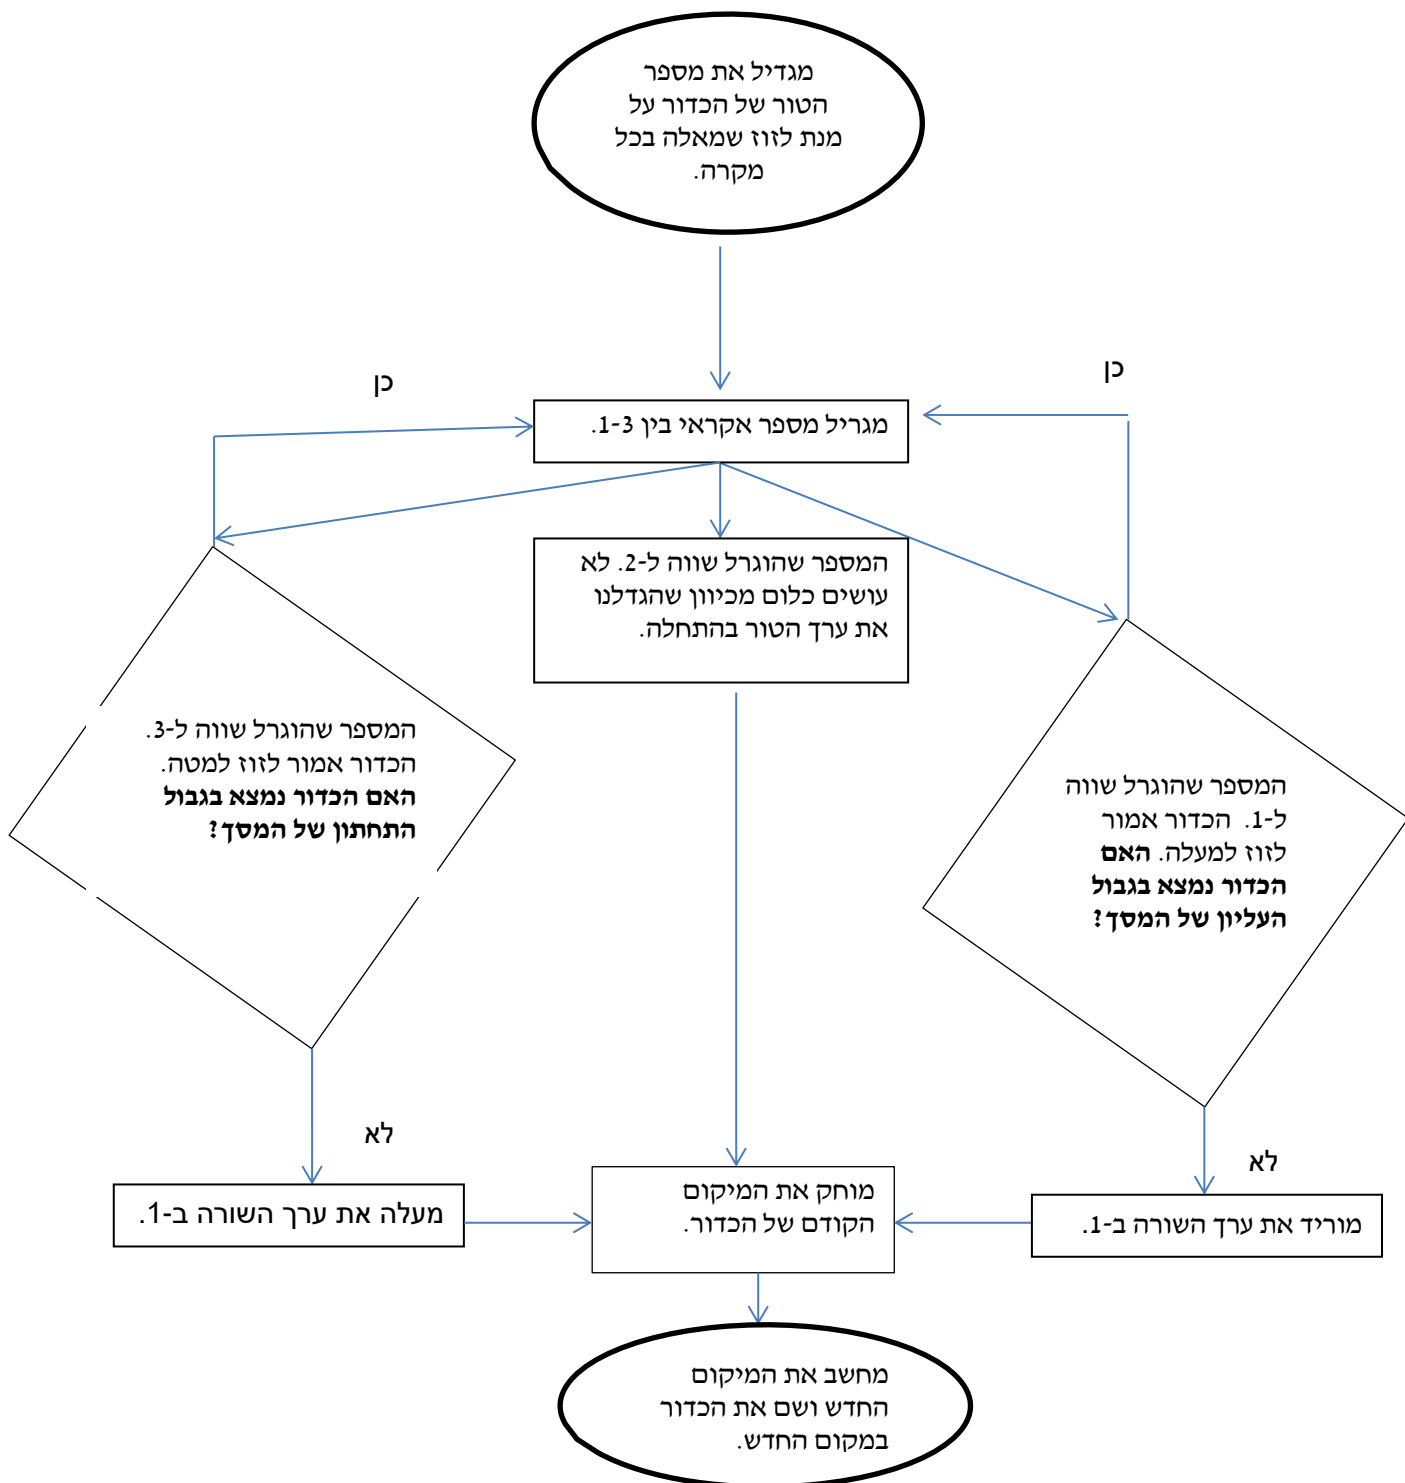 מגדיל את מספר
הטור של הכדור על
מנת לזוז שמאלה בכל
מקרה.
כן
כן
מגריל מספר אקראי בין 1-3.
המספר שהוגרל שווה ל-2. לא
עושים כלום מכיוון שהגדלנו
את ערך הטור בהתחלה.
המספר שהוגרל שווה
ל-1. הכדור אמור
לזוז למעלה. האם
הכדור נמצא בגבול
העליון של המסך?
המספר שהוגרל שווה ל-3.
הכדור אמור לזוז למטה.
האם הכדור נמצא בגבול
התחתון של המסך?
לא
לא
מוריד את ערך השורה ב-1.
מוחק את המיקום
הקודם של הכדור.
מעלה את ערך השורה ב-1.
מחשב את המיקום
החדש ושם את הכדור
במקום החדש.